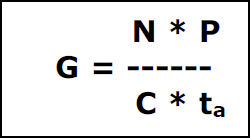 N * P
G = ------
C * ta